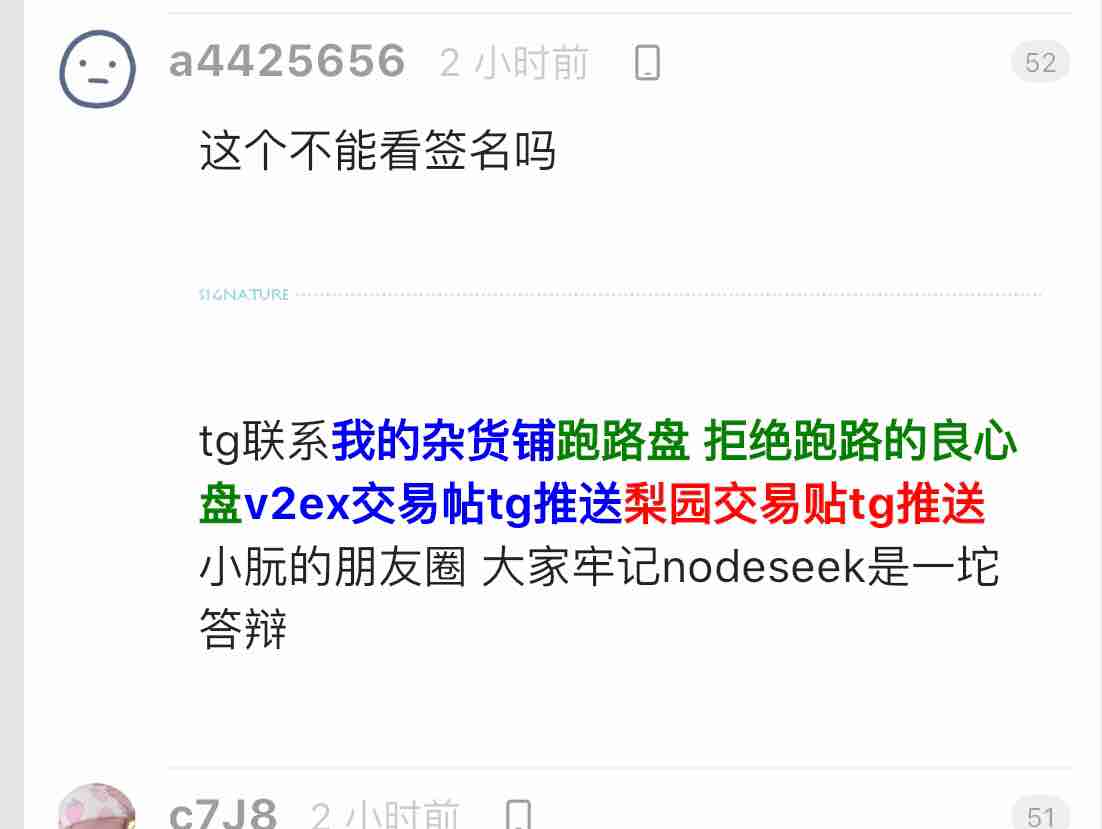 a4425656 2 小时前 52
这个不能看签名吗
SIGNATURE
tg联系我的杂货铺跑路盘 拒绝跑路的良心
盘v2ex交易帖tg推送梨园交易贴tg推送
小朊的朋友圈 大家牢记nodeseek是一坨
答辩
c7J8 2 小时前 51